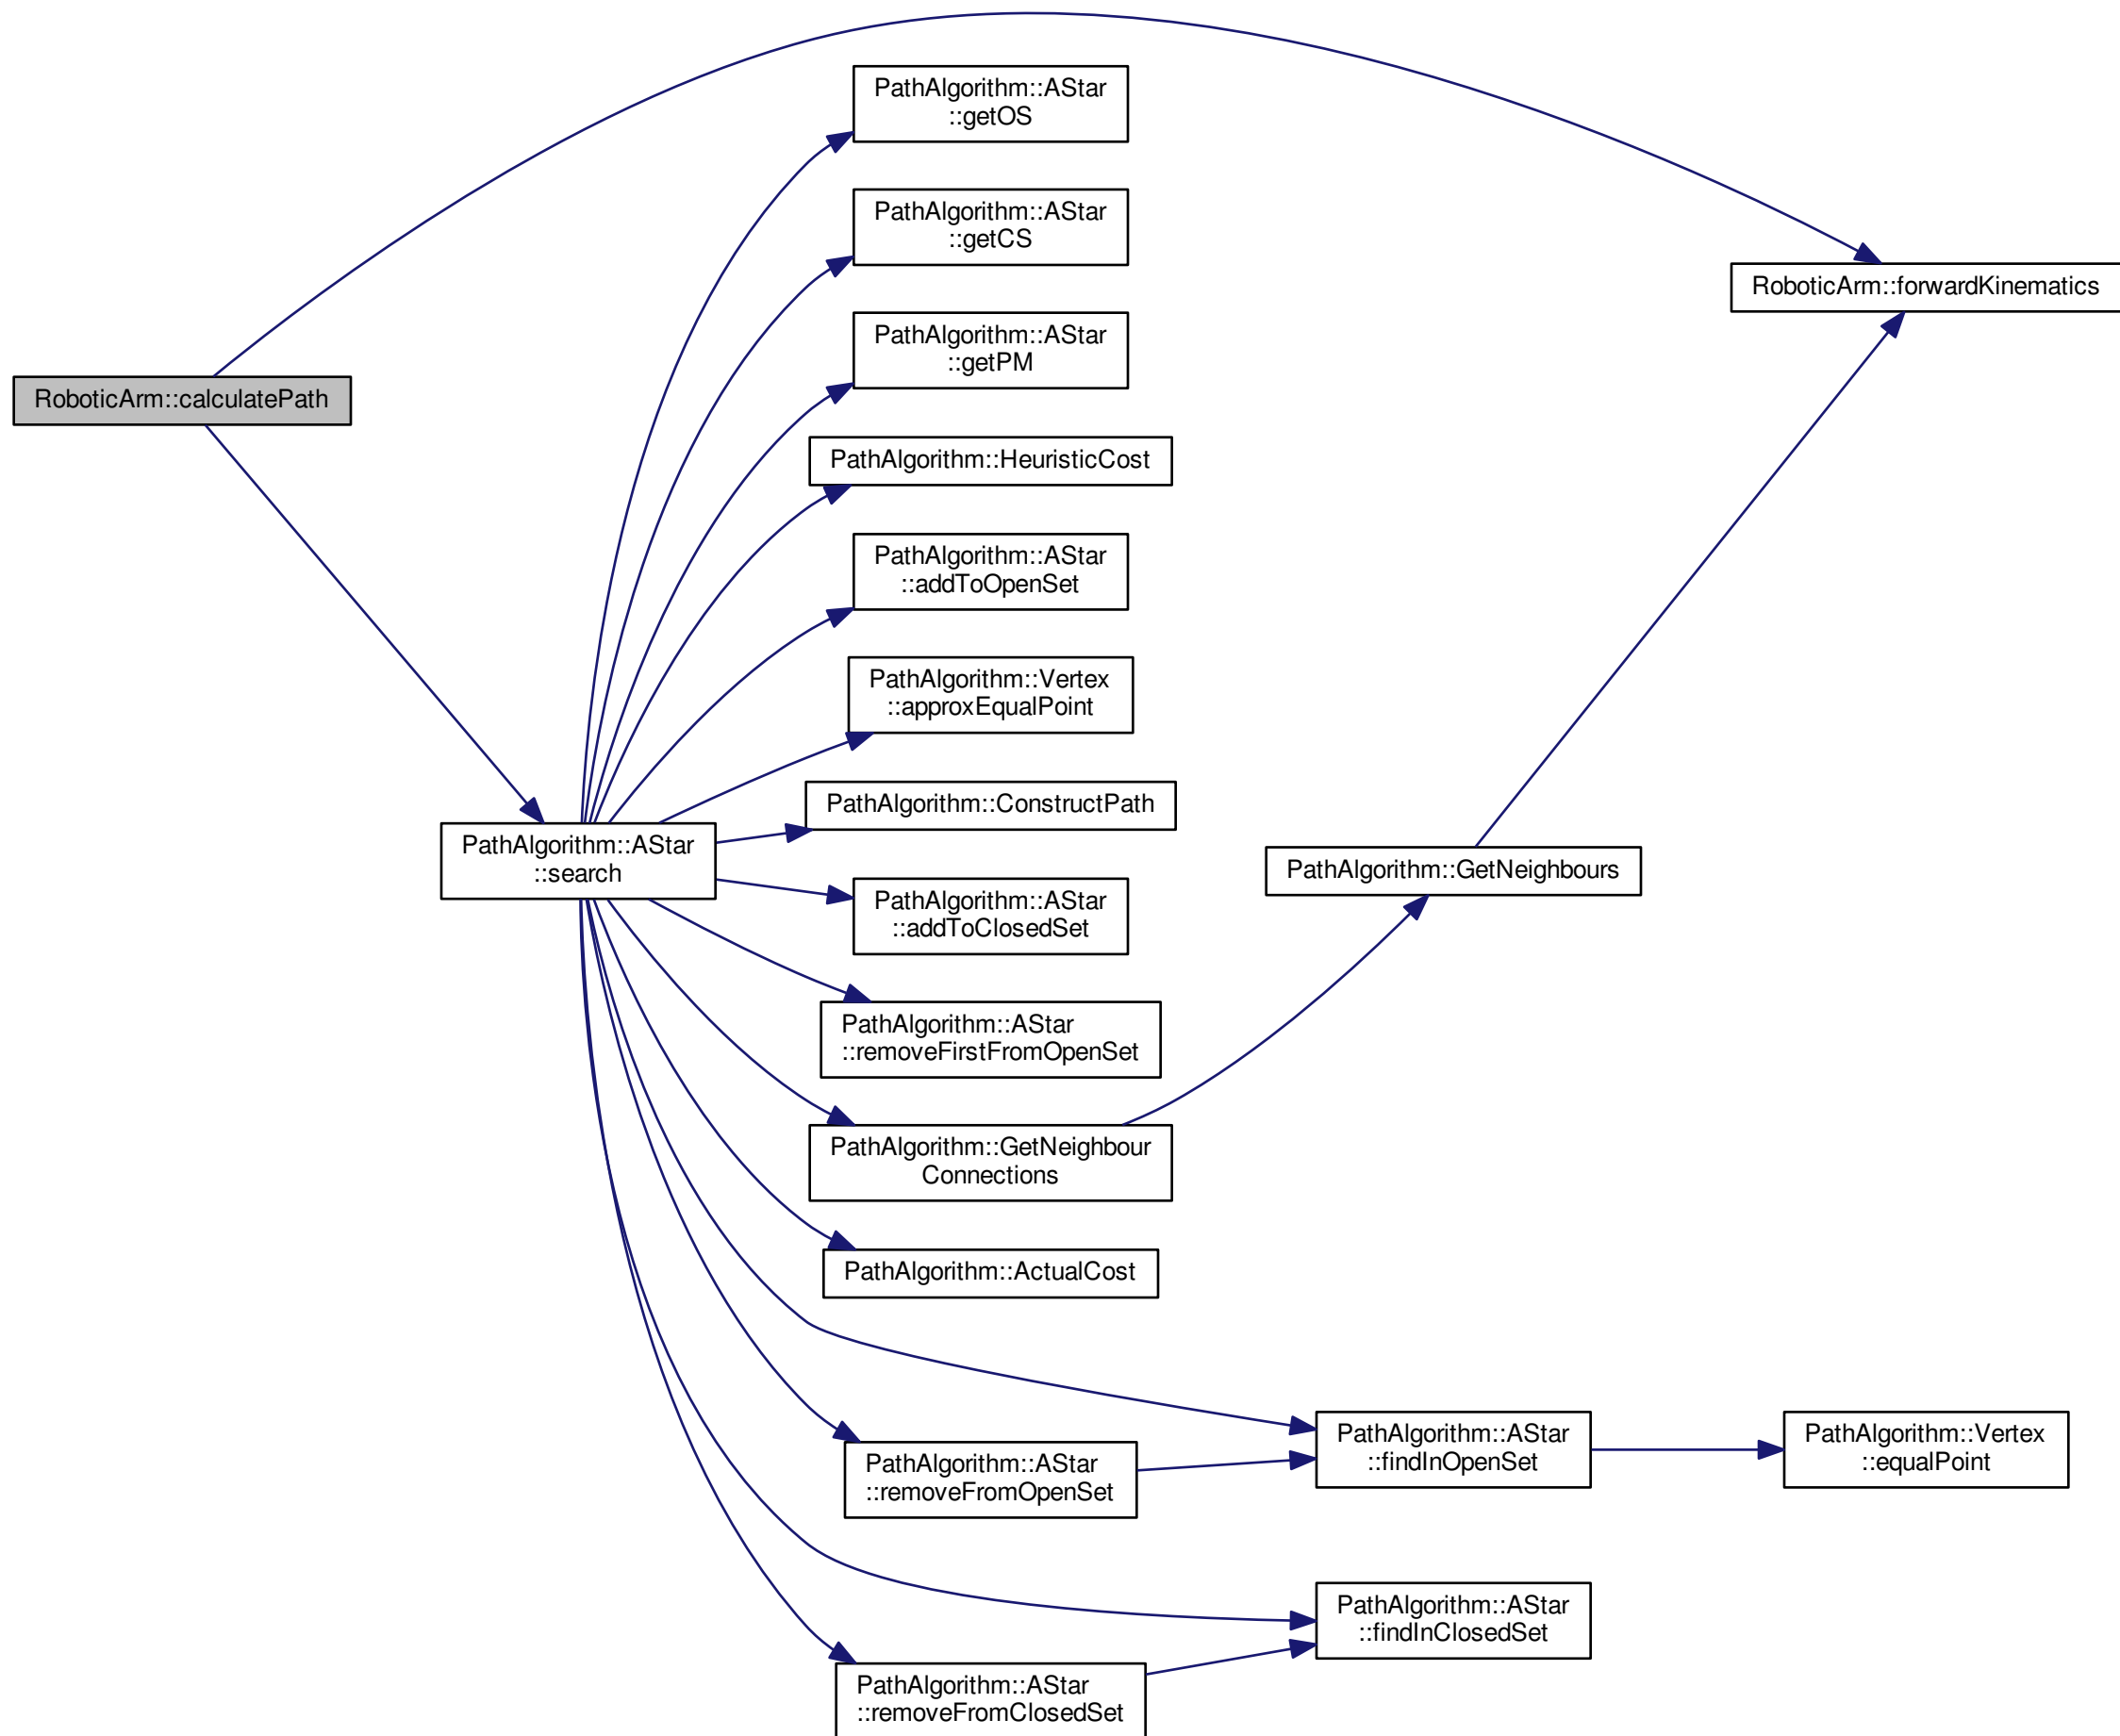 PathAlgorithm::AStar
::getOS
PathAlgorithm::AStar
::getCS
RoboticArm::forwardKinematics
PathAlgorithm::AStar
::getPM
RoboticArm::calculatePath
PathAlgorithm::HeuristicCost
PathAlgorithm::AStar
::addToOpenSet
PathAlgorithm::Vertex
::approxEqualPoint
PathAlgorithm::ConstructPath
PathAlgorithm::AStar
::search
PathAlgorithm::GetNeighbours
PathAlgorithm::AStar
::addToClosedSet
PathAlgorithm::AStar
::removeFirstFromOpenSet
PathAlgorithm::GetNeighbour
Connections
PathAlgorithm::ActualCost
PathAlgorithm::AStar
::findInOpenSet
PathAlgorithm::Vertex
::equalPoint
PathAlgorithm::AStar
::removeFromOpenSet
PathAlgorithm::AStar
::findInClosedSet
PathAlgorithm::AStar
::removeFromClosedSet